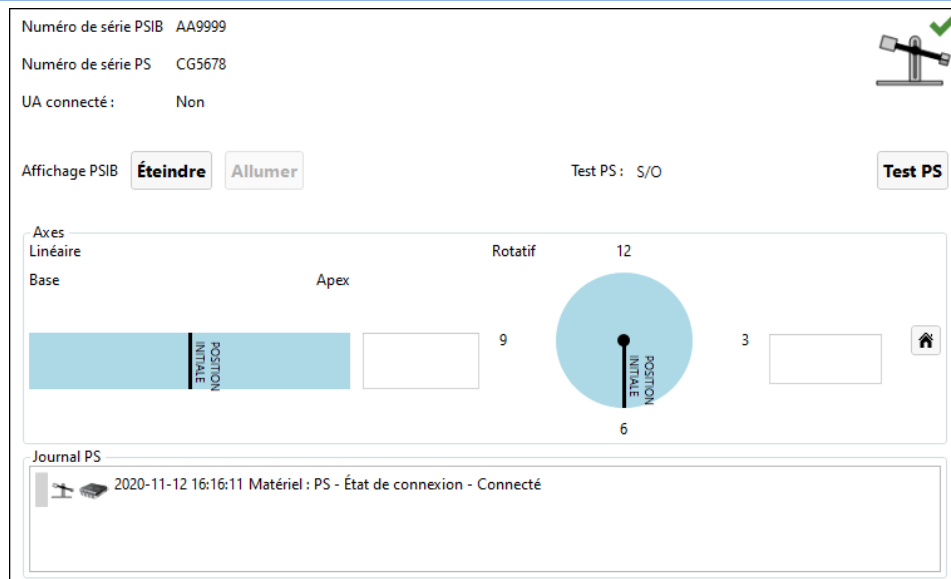 Numéro de série PSIB AA9999
Numéro de série PS CG5678
UA connecté : Non
Affichage PSIB Éteindre Allumer Test PS : S/O Test PS
Axes
Linéaire Rotatif 12
Base Apex
POSITION INITIALE 9 POSITION INITIALE 3
6
Journal PS
2020-11-12 16:16:11 Matériel : PS - État de connexion - Connecté